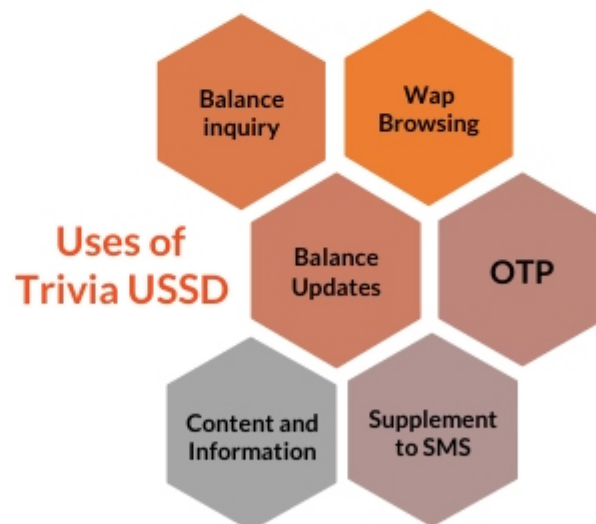 Balance
inquiry
Wap
Browsing
Uses of
Trivia USSD
Balance
Updates
OTP
Content and
Information
Supplement
to SMS